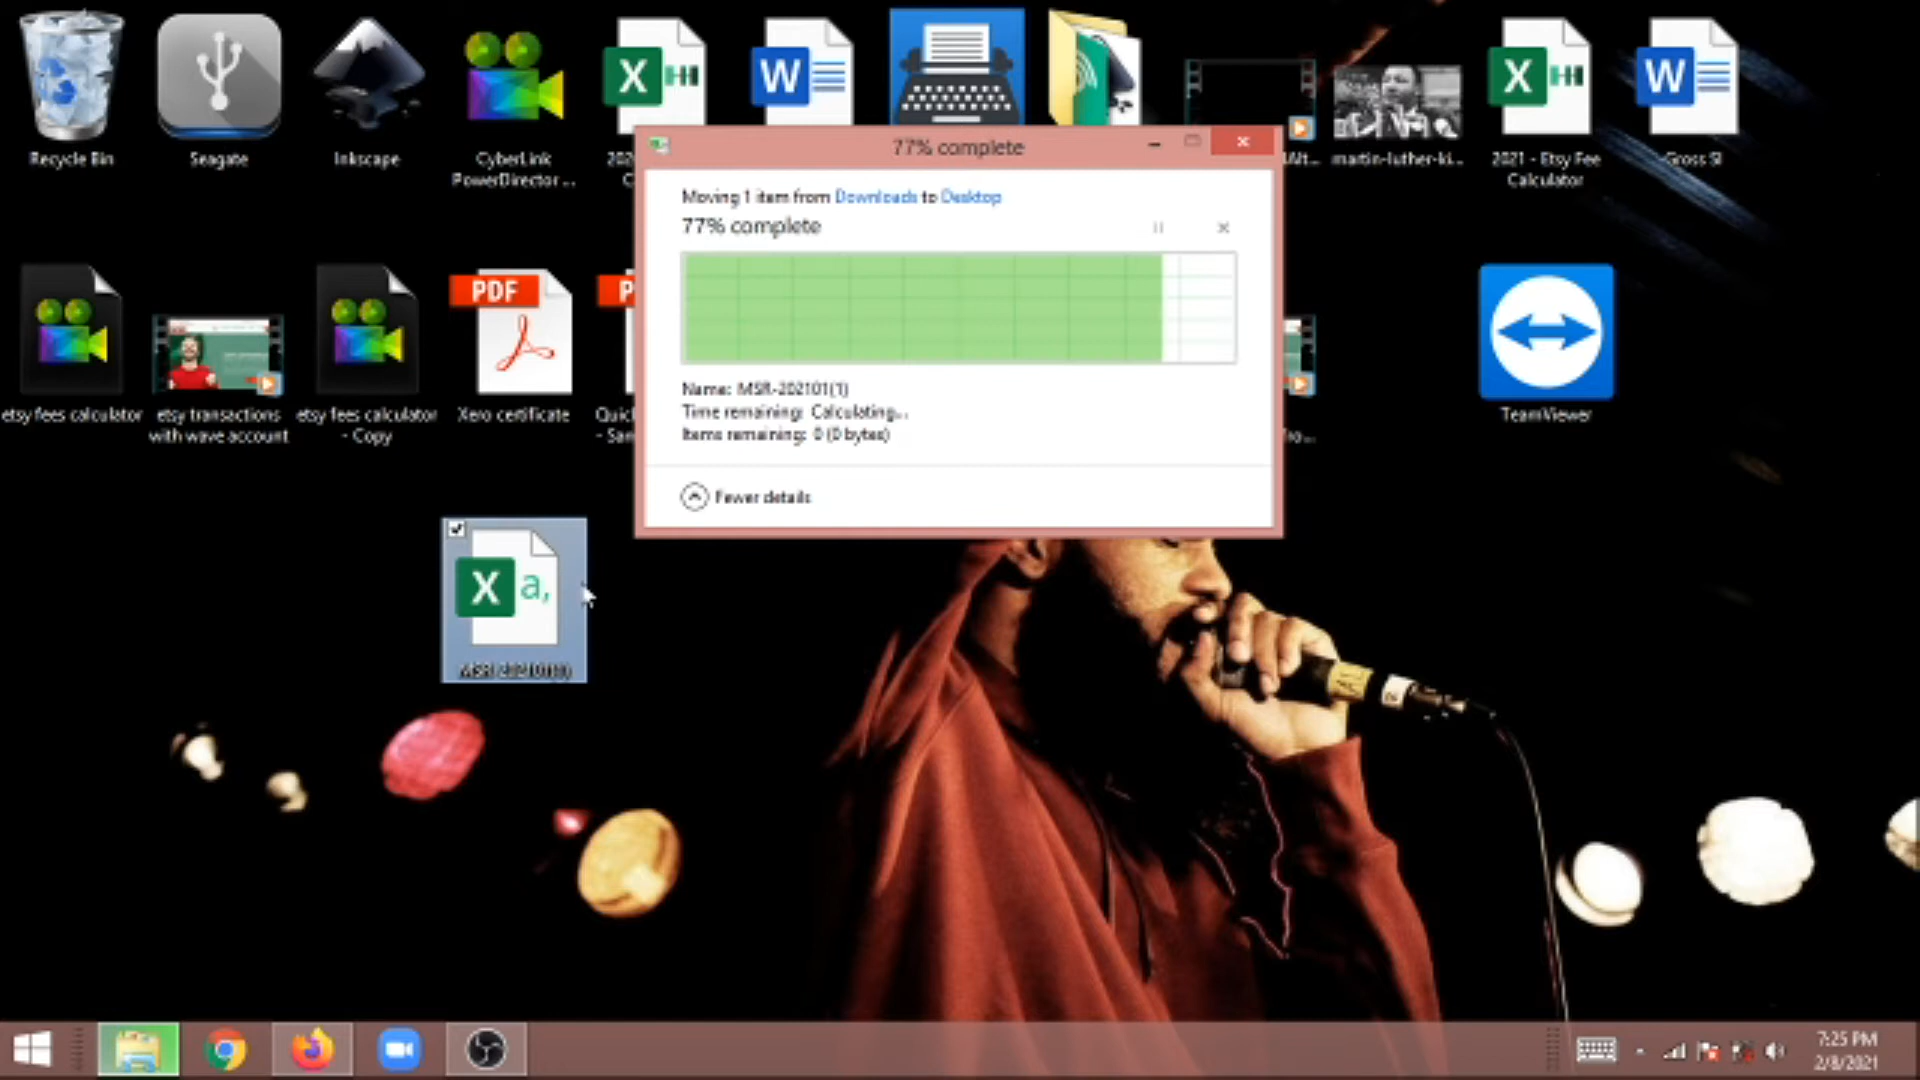 Recycle Bin
Seagate
Inkscape
CyberLink
PowerDirector ...
martin-luther-ki...
2021 - Etsy Fee
Calculator
Gross SI
77% complete
Moving 1 item from Downloads to Desktop
77% complete
Name: MSR-202101(1)
Time remaining: Calculating...
Items remaining: 0 (0 bytes)
Fewer details
etsy fees calculator
etsy transactions
with wave account
etsy fees calculator
- Copy
PDF
Xero certificate
TeamViewer
X a,
MSR-202101(1)
7:25 PM
2/8/2021